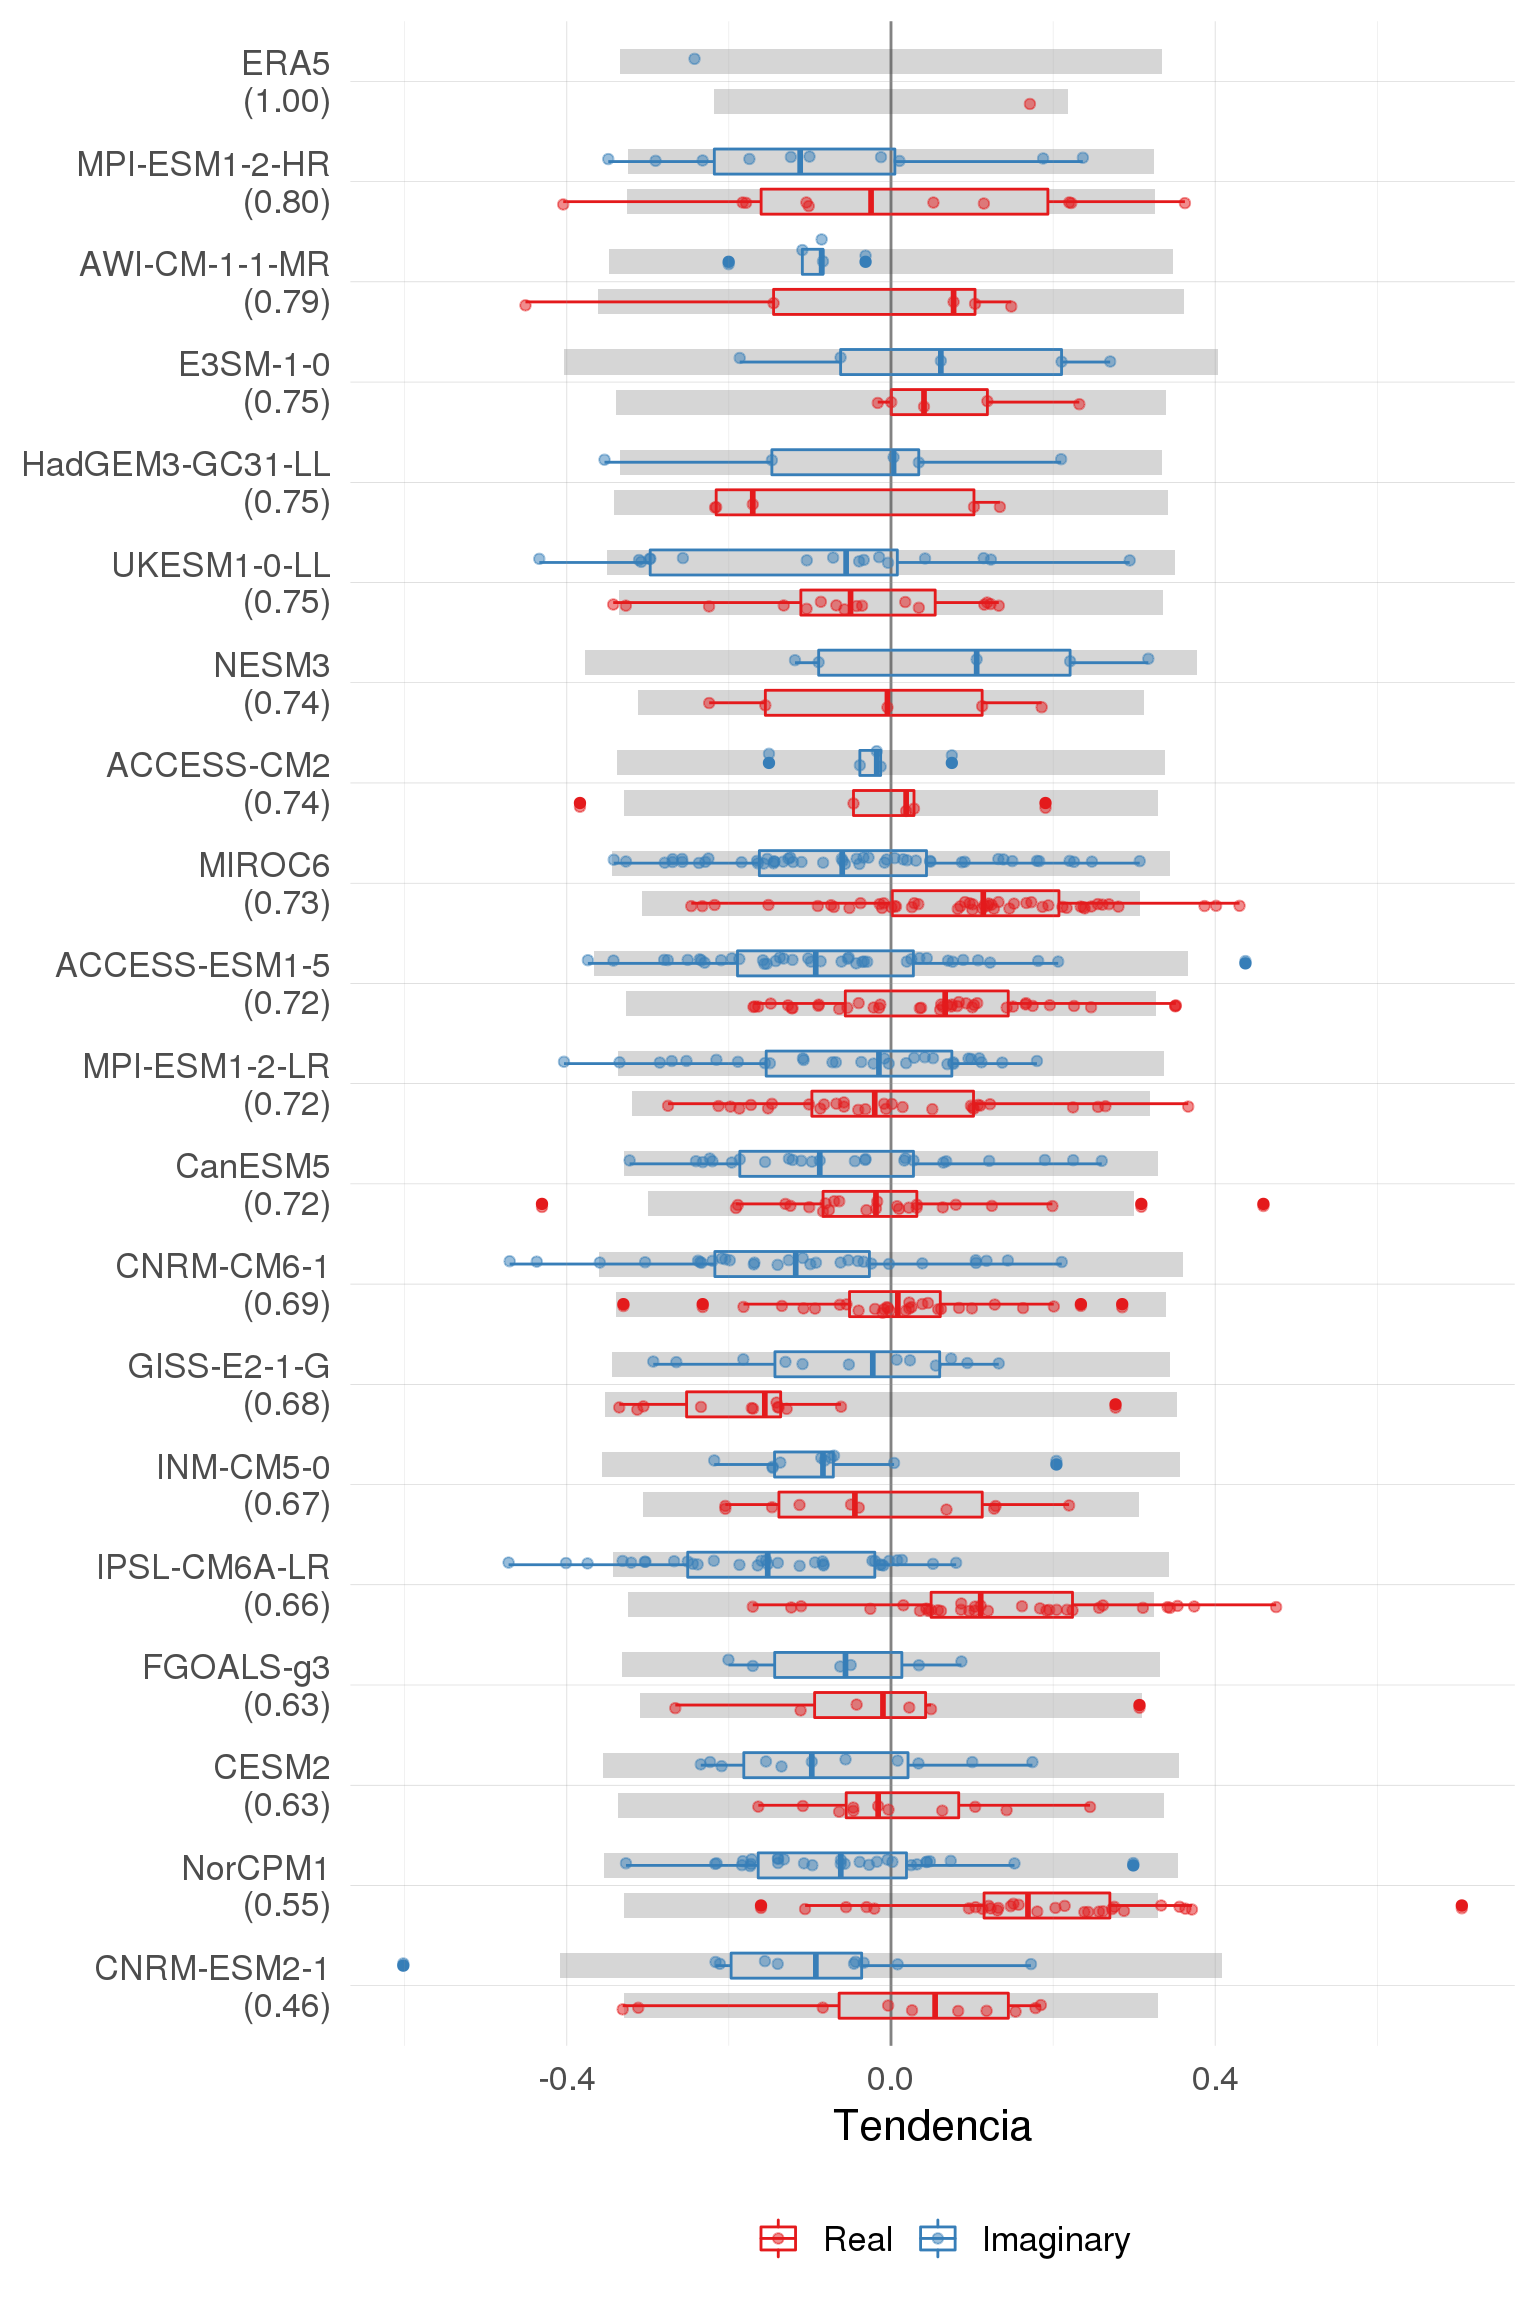 ERA5
(1.00)
MPI-ESM1-2-HR
(0.80)
AWI-CM-1-1-MR
(0.79)
E3SM-1-0
(0.75)
HadGEM3-GC31-LL
(0.75)
UKESM1-0-LL
(0.75)
NESM3
(0.74)
ACCESS-CM2
(0.74)
MIROC6
(0.73)
ACCESS-ESM1-5
(0.72)
MPI-ESM1-2-LR
(0.72)
CanESM5
(0.72)
CNRM-CM6-1
(0.69)
GISS-E2-1-G
(0.68)
INM-CM5-0
(0.67)
IPSL-CM6A-LR
(0.66)
FGOALS-g3
(0.63)
CESM2
(0.63)
NorCPM1
(0.55)
CNRM-ESM2-1
(0.46)
-0.4 0.0 0.4
Tendencia
Real Imaginary